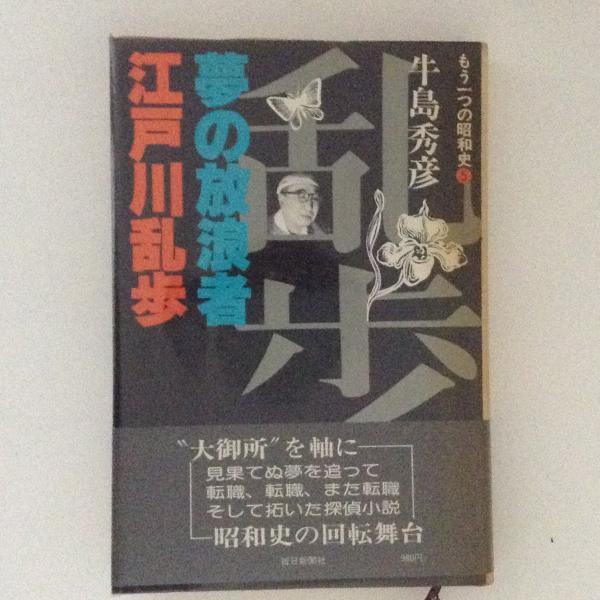 もう一つの昭和史5
牛島秀彦
乱歩
夢の放浪者
江戸川乱歩
〝大御所〟を軸に
見果てぬ夢を追って
転職、転職、また転職
そして拓いた探偵小説
昭和史の回転舞台
毎日新聞社
980円